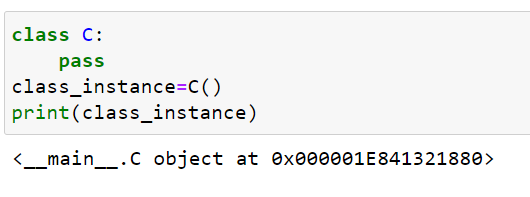 class C:
    pass
class_instance=C()
print(class_instance)
<__main__.C object at 0x000001E841321880>